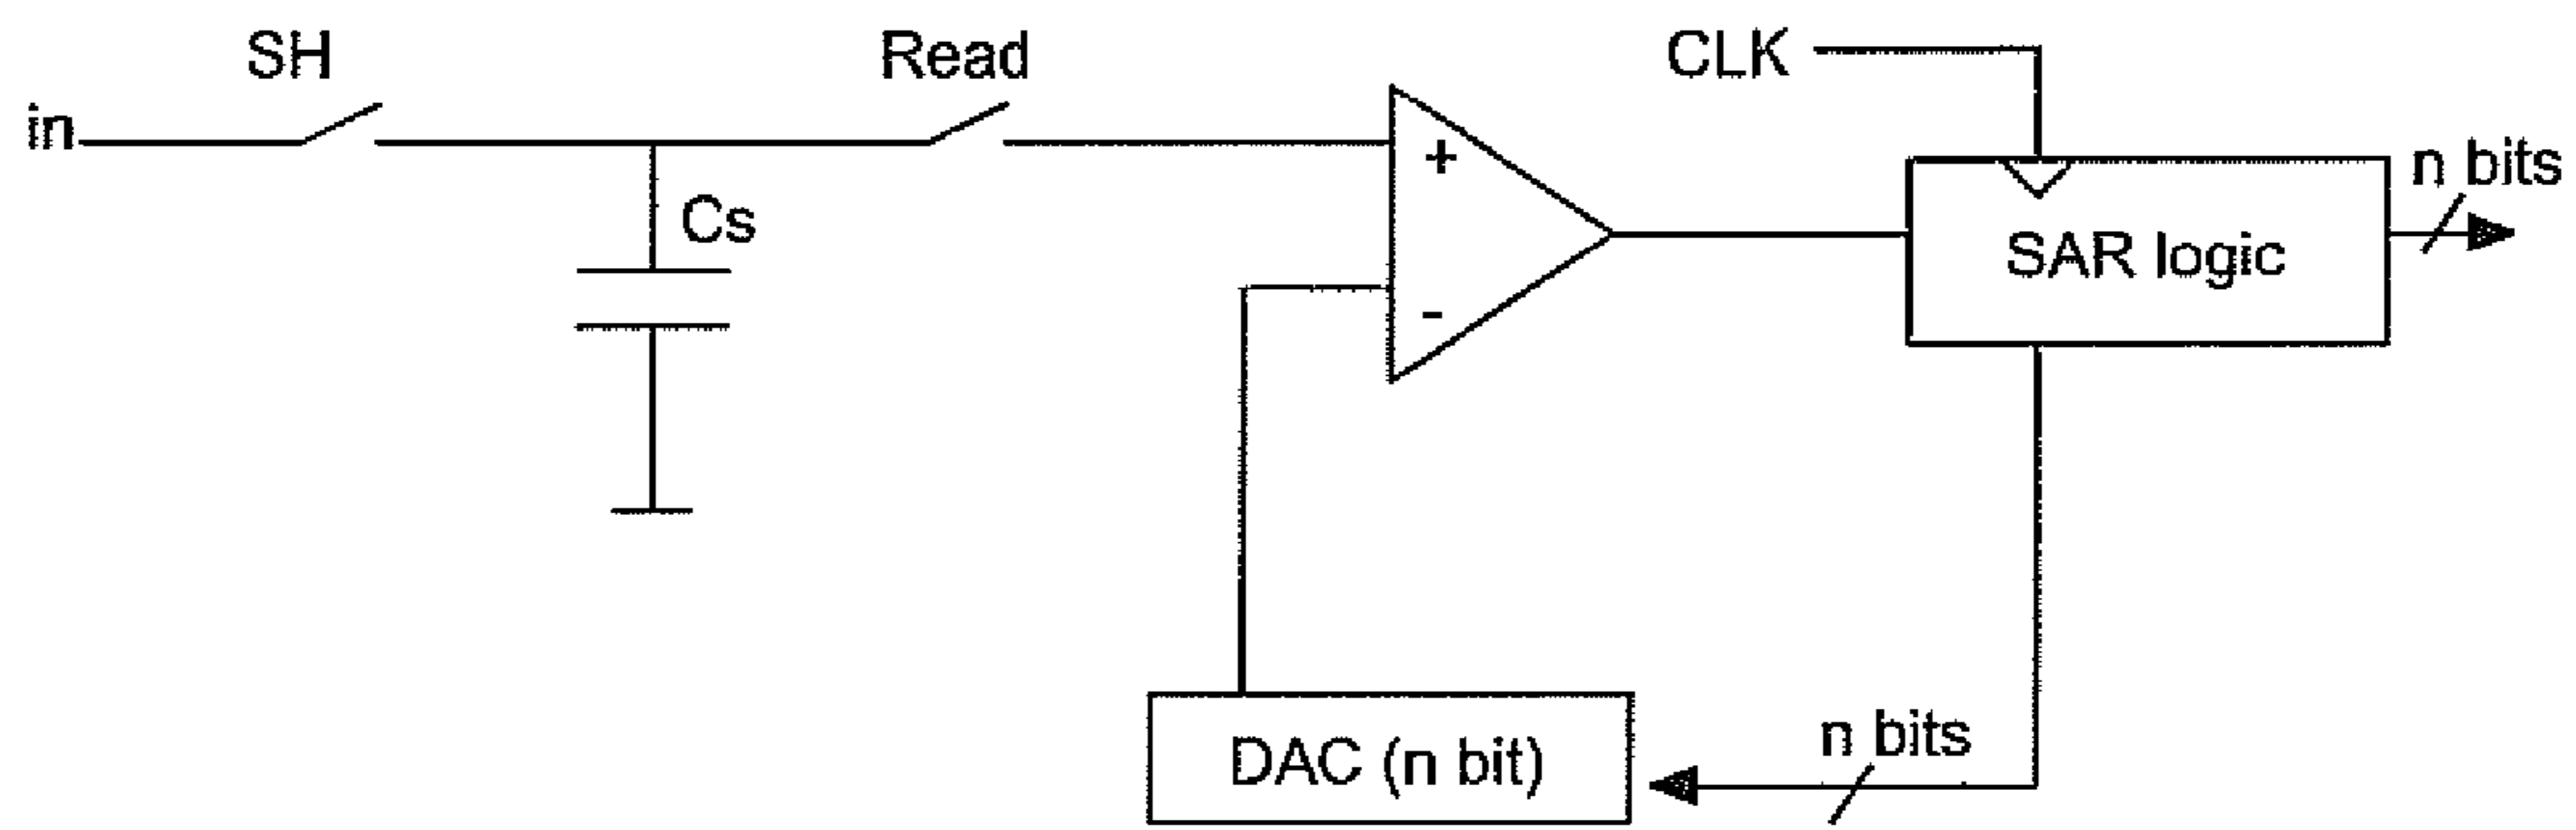 SH
Read
CLK
in
+
n bits
Cs
SAR logic
-
n bits
DAC (n bit)